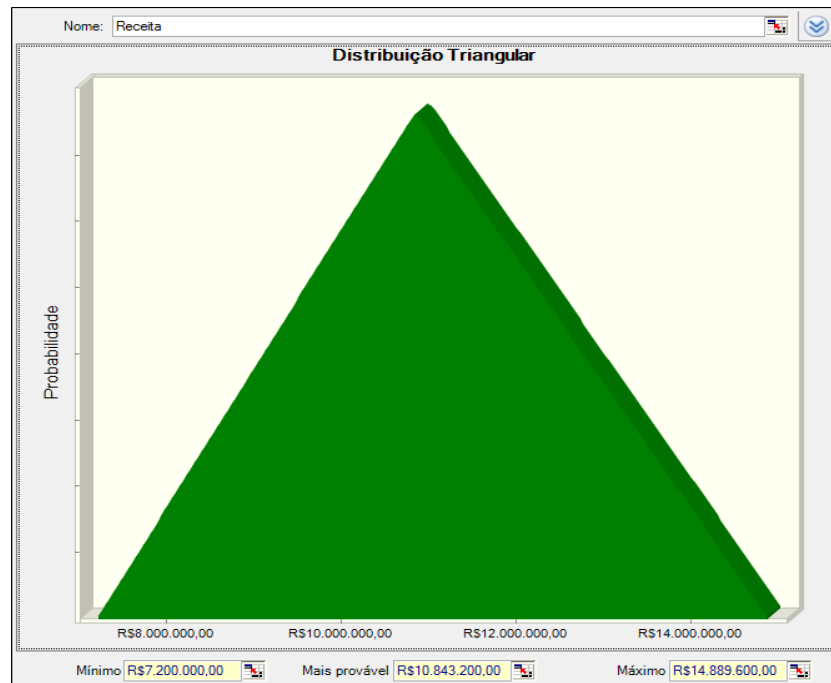 Nome: Receita
Distribuição Triangular
Probabilidade
R$8.000.000,00 R$10.000.000,00 R$12.000.000,00 R$14.000.000,00
Mínimo R$7.200.000,00 Mais provável R$10.843.200,00 Máximo R$14.889.600,00